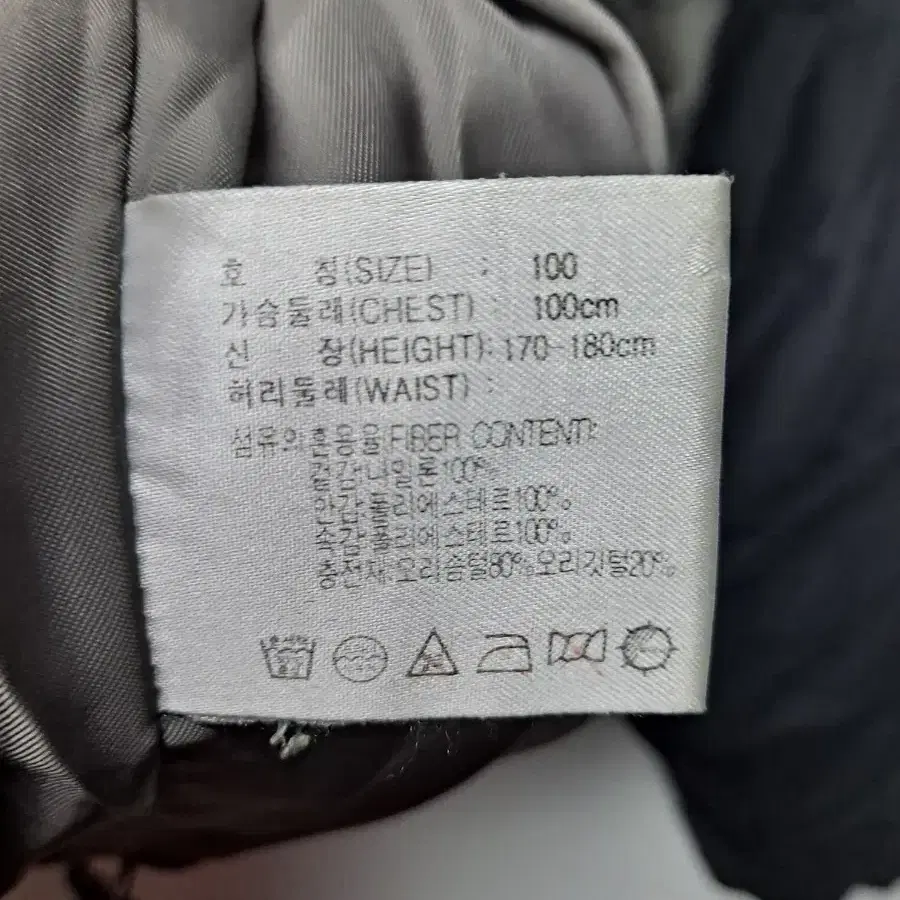 호 칭(SIZE) : 100
가슴둘레(CHEST) : 100cm
신 장(HEIGHT): 170-180cm
허리둘레(WAIST) :
섬유의혼용율(FIBER CONTENT):
겉감:나일론100%
안감:폴리에스테르100%
폴리에스테르100%
충전재:오리솜털80%오리깃털20%